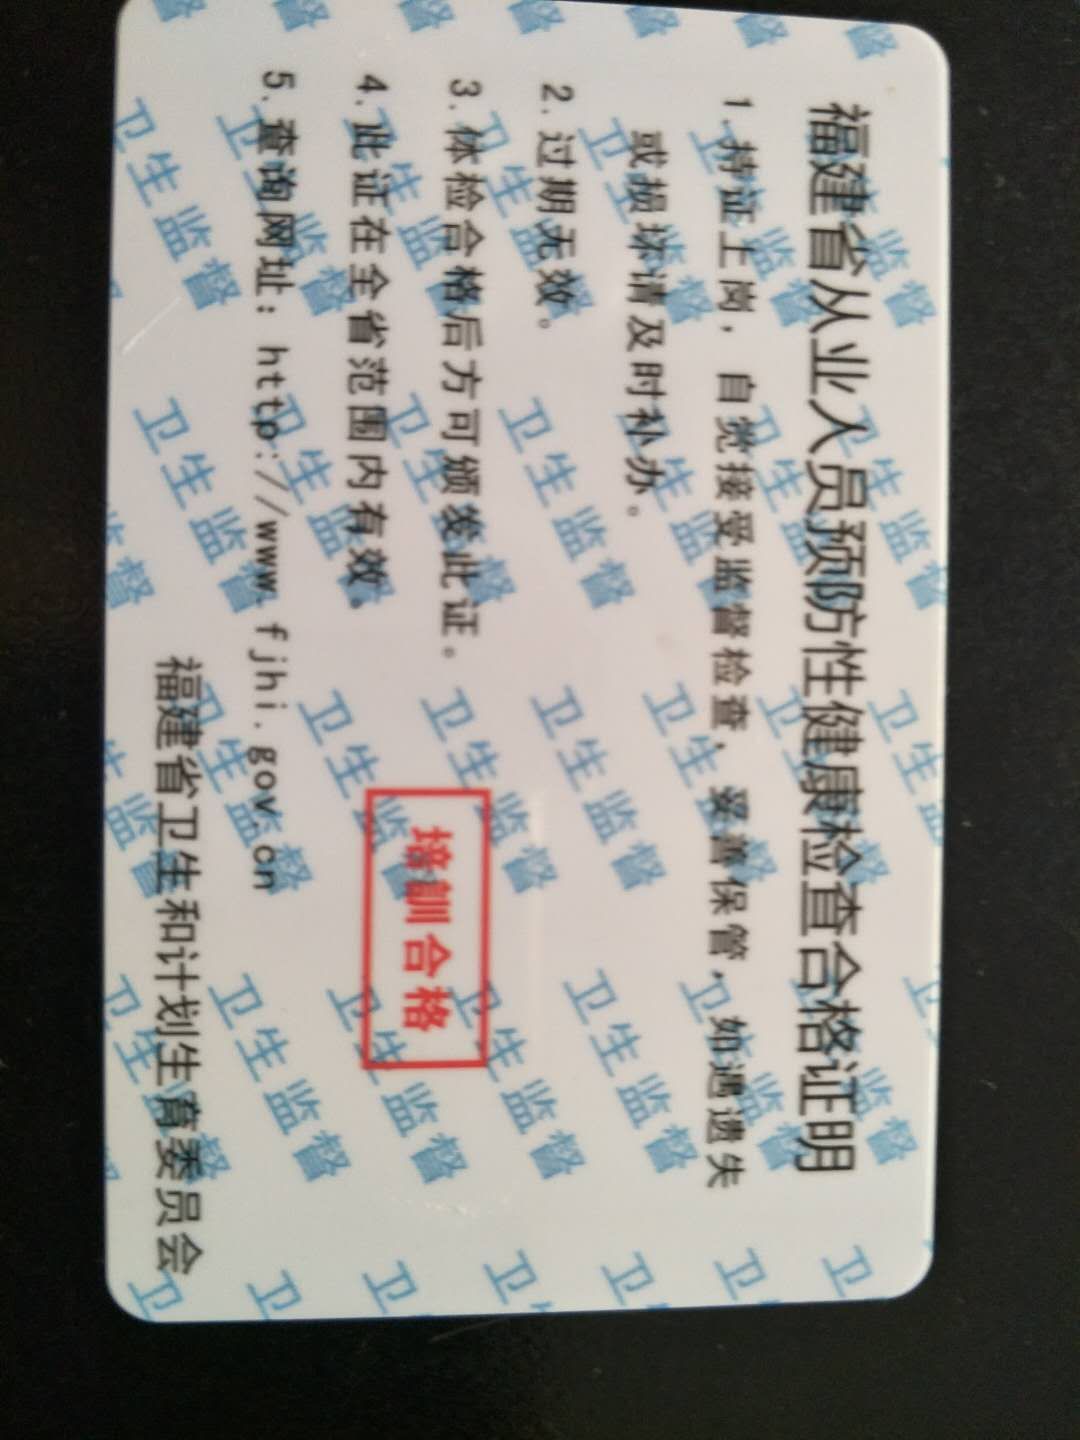 福建省从业人员预防性健康检查合格证明
1.持证上岗，自觉接受监督检查，妥善保管，如遇遗失
或损坏请及时补办。
2.过期无效。
3.体检合格后方可颁发此证。
4.此证在全省范围内有效。
5.查询网址：http://www.fjhi.gov.cn
培訓合格
福建省卫生和计划生育委员会
卫生监督